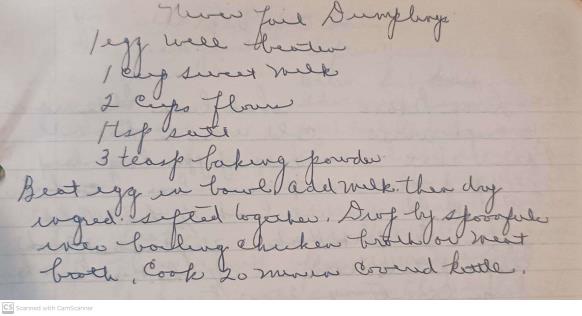 Never Fail Dumplings
1 egg well beaten
1 cup sweet milk
2 cups flour
1 tsp salt
3 teasp baking powder
Beat egg in bowl, add milk. then dry
ingred. sifted together. Drop by spoonfuls
into boiling chicken broth or meat
broth. Cook 20 min in covered kettle.
CS Scanned with CamScanner